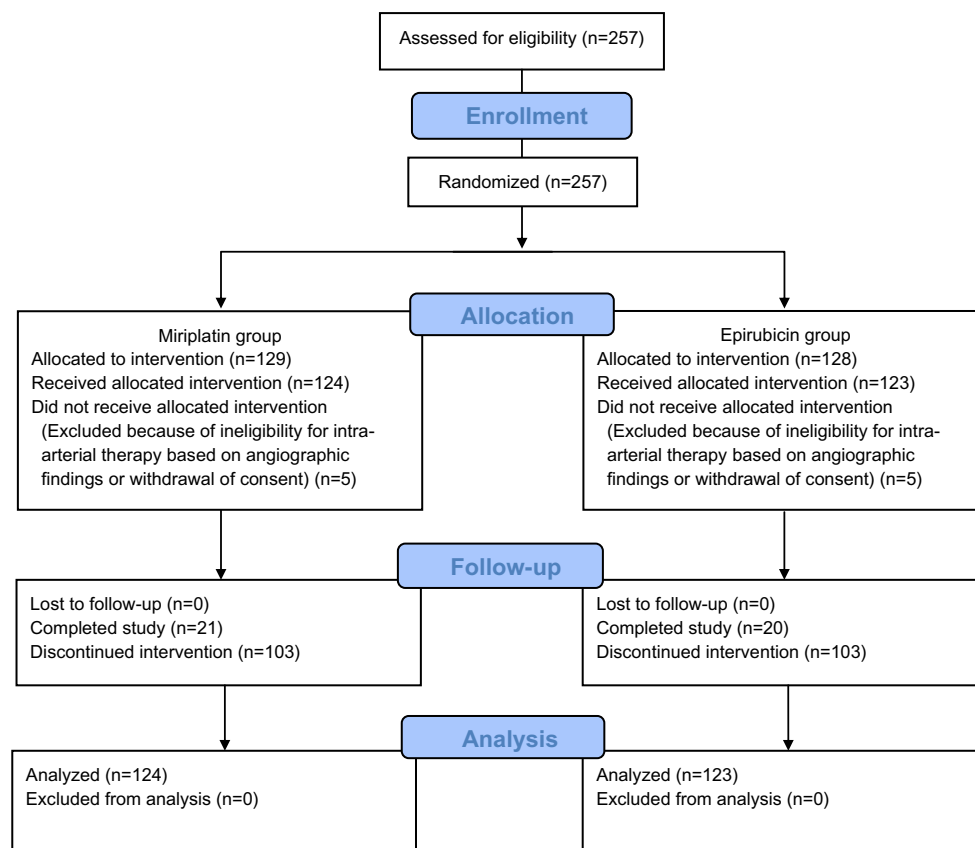 Assessed for eligibility (n=257)
Enrollment
Randomized (n=257)
Allocation
Miriplatin group
Allocated to intervention (n=129)
Received allocated intervention (n=124)
Did not receive allocated intervention
(Excluded because of ineligibility for intra-
arterial therapy based on angiographic
findings or withdrawal of consent) (n=5)
Epirubicin group
Allocated to intervention (n=128)
Received allocated intervention (n=123)
Did not receive allocated intervention
(Excluded because of ineligibility for intra-
arterial therapy based on angiographic
findings or withdrawal of consent) (n=5)
Follow-up
Lost to follow-up (n=0)
Completed study (n=21)
Discontinued intervention (n=103)
Lost to follow-up (n=0)
Completed study (n=20)
Discontinued intervention (n=103)
Analysis
Analyzed (n=124)
Excluded from analysis (n=0)
Analyzed (n=123)
Excluded from analysis (n=0)